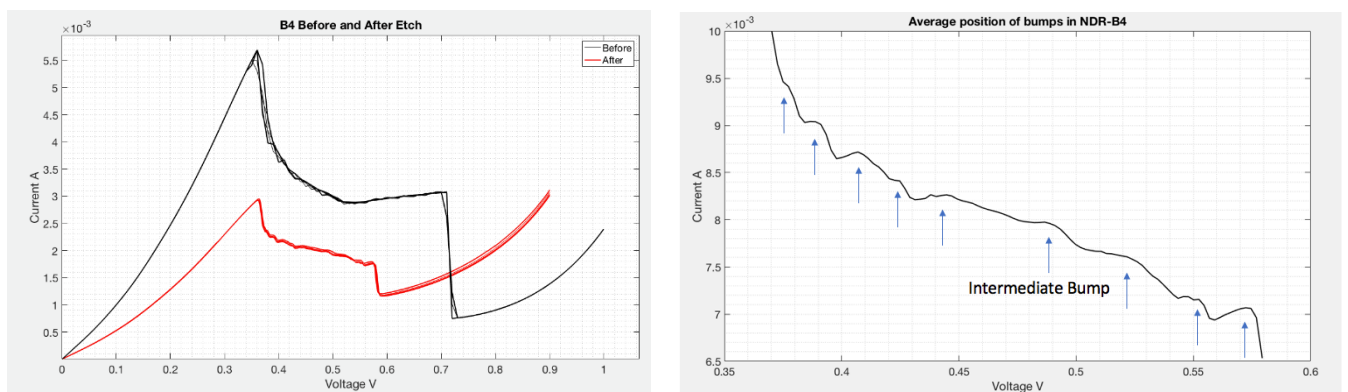 B4 Before and After Etch
×10⁻³
Current A
5.5
5
4.5
4
3.5
3
2.5
2
1.5
1
0.5
0 0.1 0.2 0.3 0.4 0.5 0.6 0.7 0.8 0.9 1
Voltage V
Before
After
Average position of bumps in NDR-B4
×10⁻³
Current A
10
9.5
9
8.5
8
7.5
7
6.5
Intermediate Bump
0.35 0.4 0.45 0.5 0.55 0.6
Voltage V